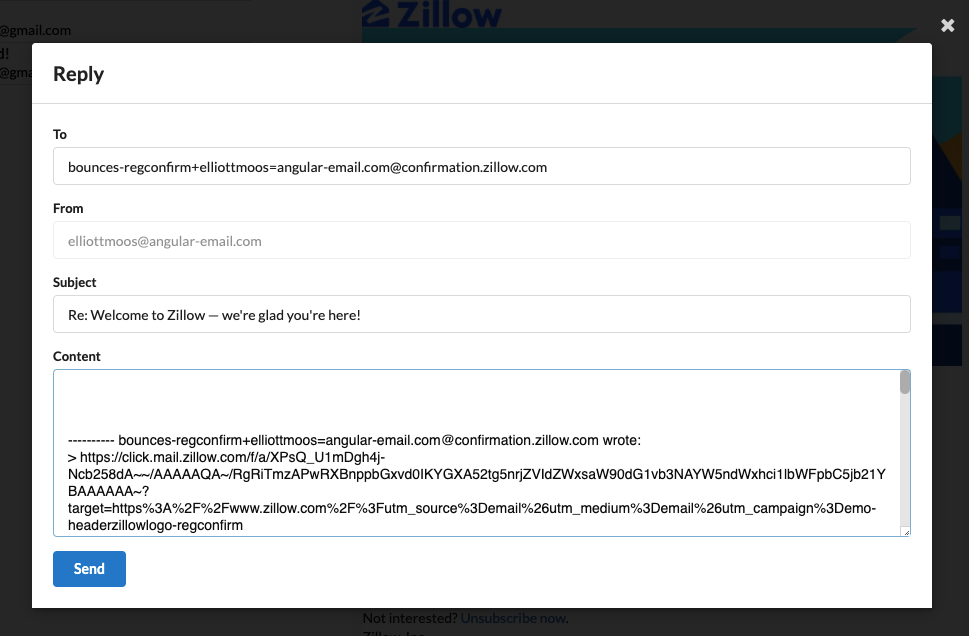 Zillow
@gmail.com
d!
@gma
Reply
To
bounces-regconfirm+elliottmoos=angular-email.com@confirmation.zillow.com
From
elliottmoos@angular-email.com
Subject
Re: Welcome to Zillow — we're glad you're here!
Content
---------- bounces-regconfirm+elliottmoos=angular-email.com@confirmation.zillow.com wrote:
> https://click.mail.zillow.com/f/a/XPsQ_U1mDgh4j-
Ncb258dA~~/AAAAAQA~/RgRiTmzAPwRXBnppbGxvd0IKYGXA52tg5nrjZVIdZWxsaW90dG1vb3NAYW5ndWxhci1lbWFpbC5jb21Y
BAAAAAA~?
target=https%3A%2F%2Fwww.zillow.com%2F%3Futm_source%3Demail%26utm_medium%3Demail%26utm_campaign%3Demo-
headerzillowlogo-regconfirm
Send
Not interested? Unsubscribe now.
Zillow, Inc.